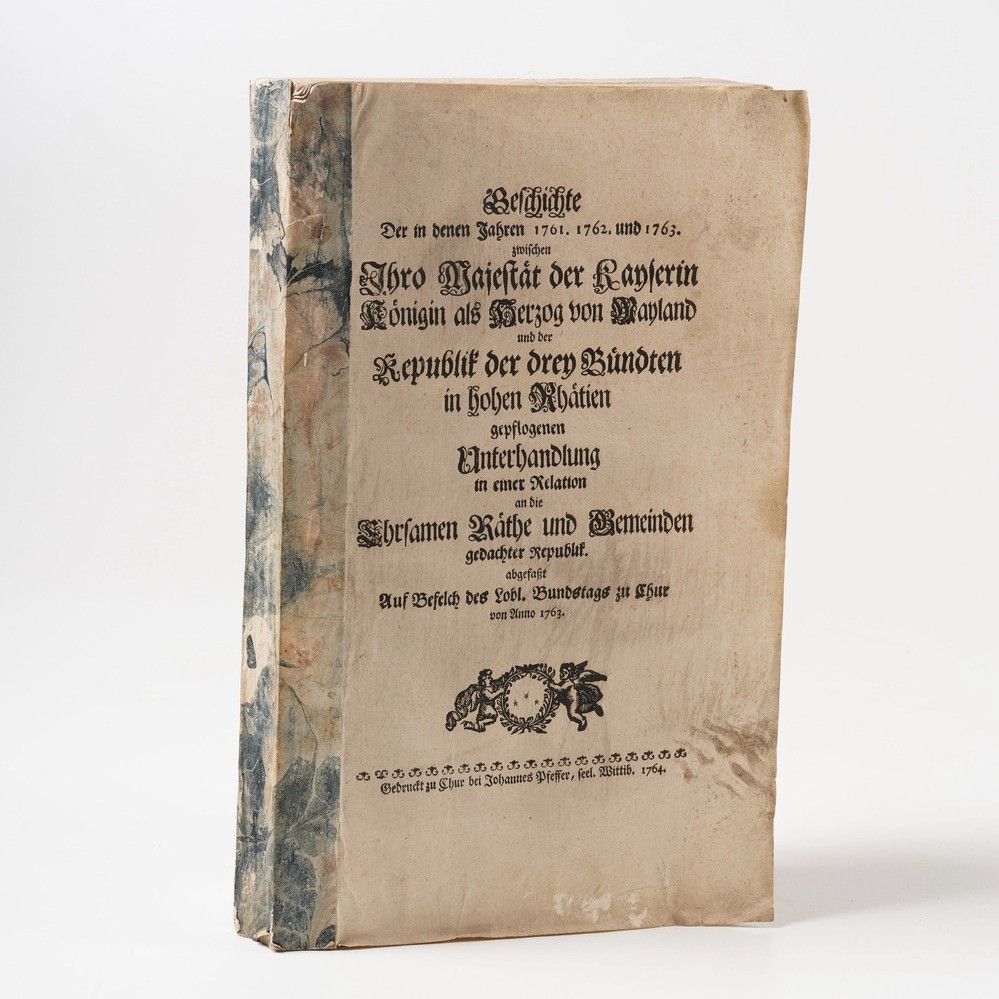 Geschichte
Der in denen Jahren 1761. 1762. und 1763.
zwischen
Ihro Majestät der Kayserin
Königin als Herzog von Mayland
und der
Republik der drey Bündten
in hohen Rhätien
gepflogenen
Unterhandlung
in einer Relation
an die
Ehrsamen Räthe und Gemeinden
gedachter Republik.
abgefaßt
Auf Befelch des Lobl. Bundstags zu Chur
von Anno 1763.
Gedruckt zu Chur bei Johannes Pfeffer, seel. Wittib. 1764.